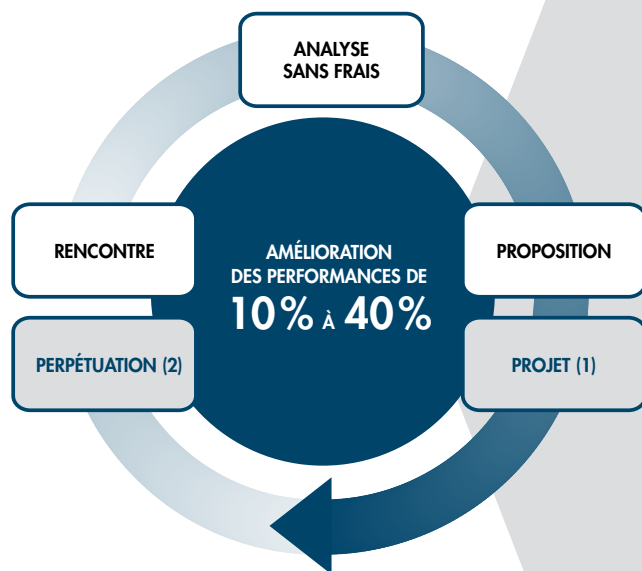 ANALYSE
SANS FRAIS
RENCONTRE
AMÉLIORATION
DES PERFORMANCES DE
10% À 40%
PROPOSITION
PERPÉTUATION (2)
PROJET (1)